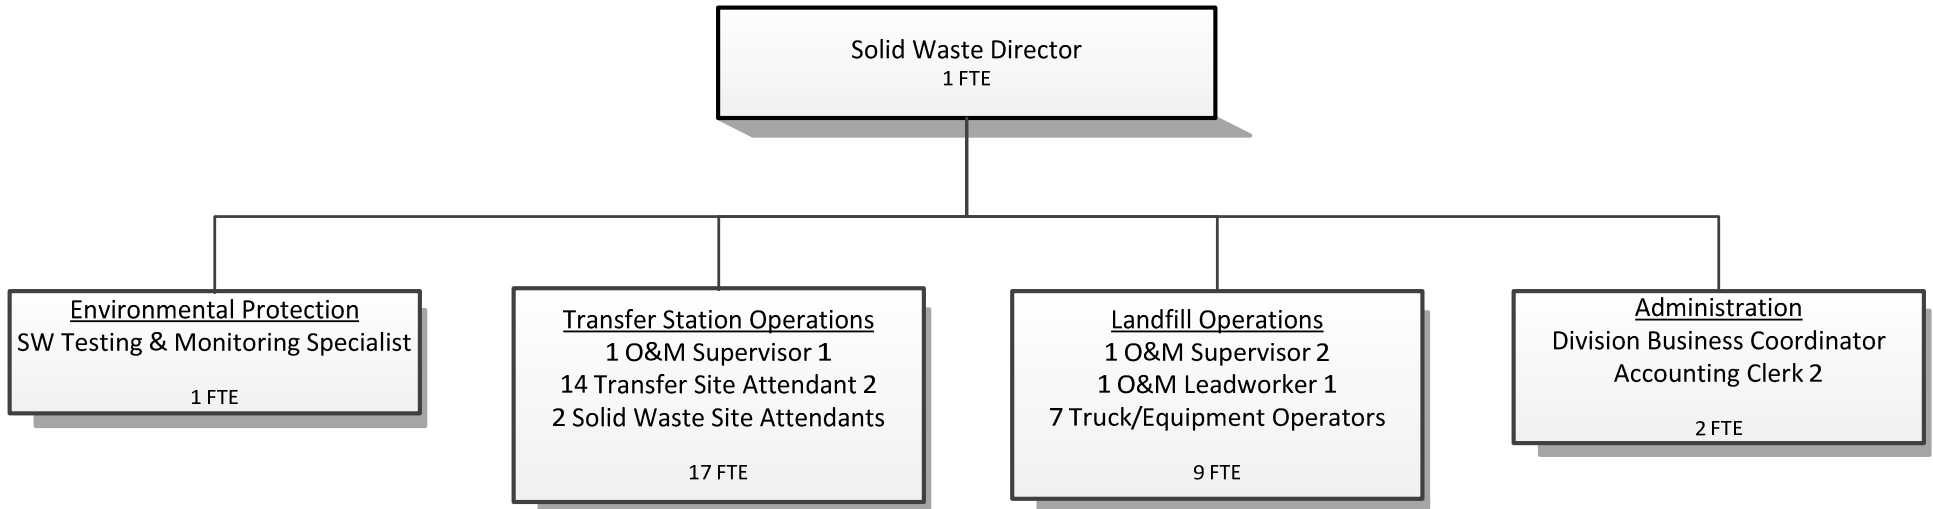 Solid Waste Director
1 FTE
Environmental Protection
SW Testing & Monitoring Specialist
1 FTE
Transfer Station Operations
1 O&M Supervisor 1
14 Transfer Site Attendant 2
2 Solid Waste Site Attendants
17 FTE
Landfill Operations
1 O&M Supervisor 2
1 O&M Leadworker 1
7 Truck/Equipment Operators
9 FTE
Administration
Division Business Coordinator
Accounting Clerk 2
2 FTE